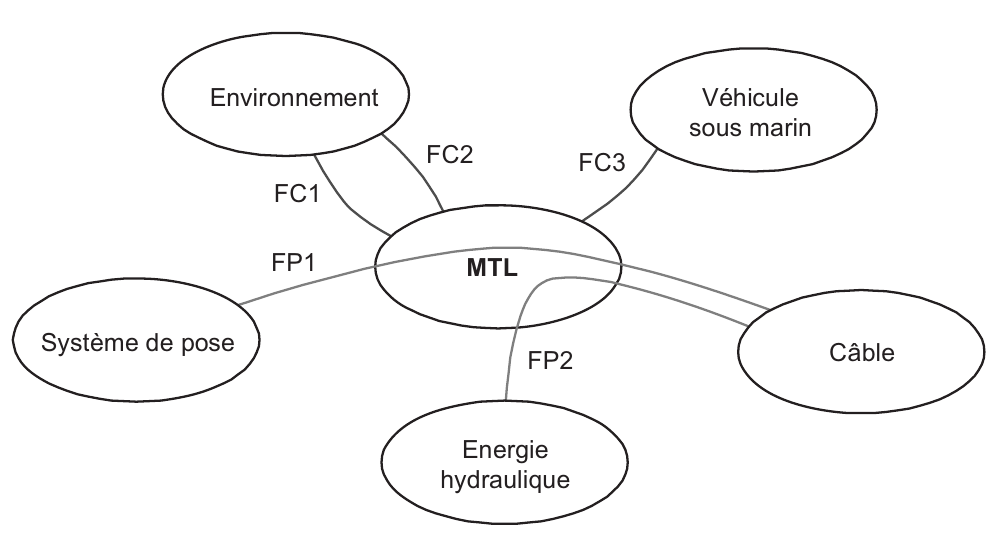 Environnement
Véhicule
sous marin
FC2
FC3
FC1
FP1
MTL
Système de pose
FP2
Câble
Energie
hydraulique